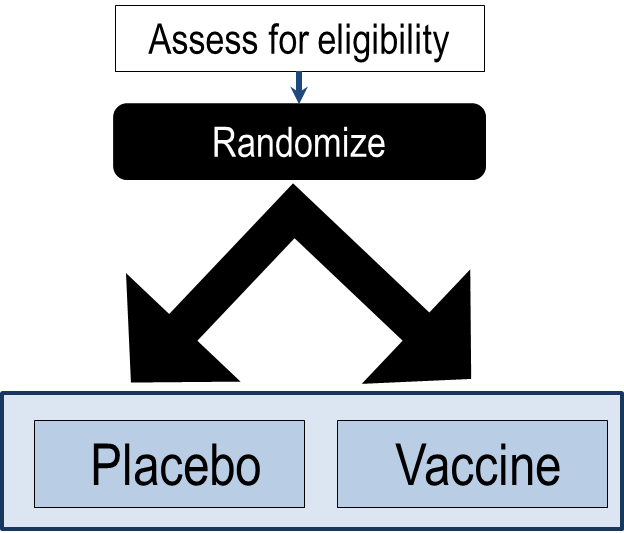 Assess for eligibility
Randomize
Placebo
Vaccine